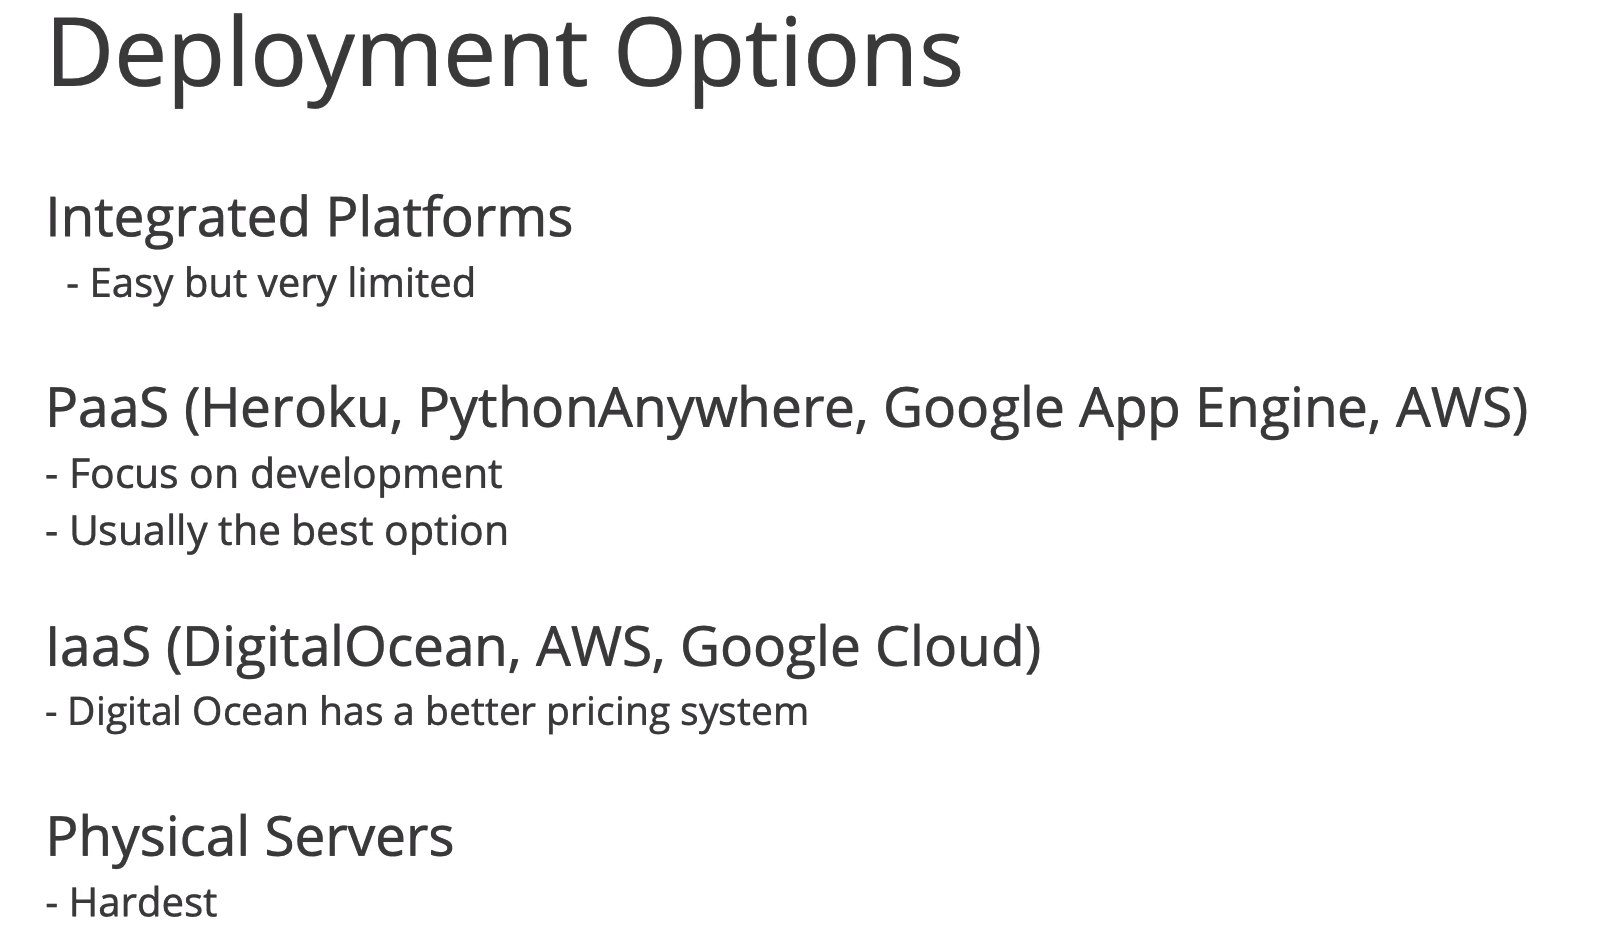 Deployment Options
Integrated Platforms
- Easy but very limited
PaaS (Heroku, PythonAnywhere, Google App Engine, AWS)
- Focus on development
- Usually the best option
IaaS (DigitalOcean, AWS, Google Cloud)
- Digital Ocean has a better pricing system
Physical Servers
- Hardest